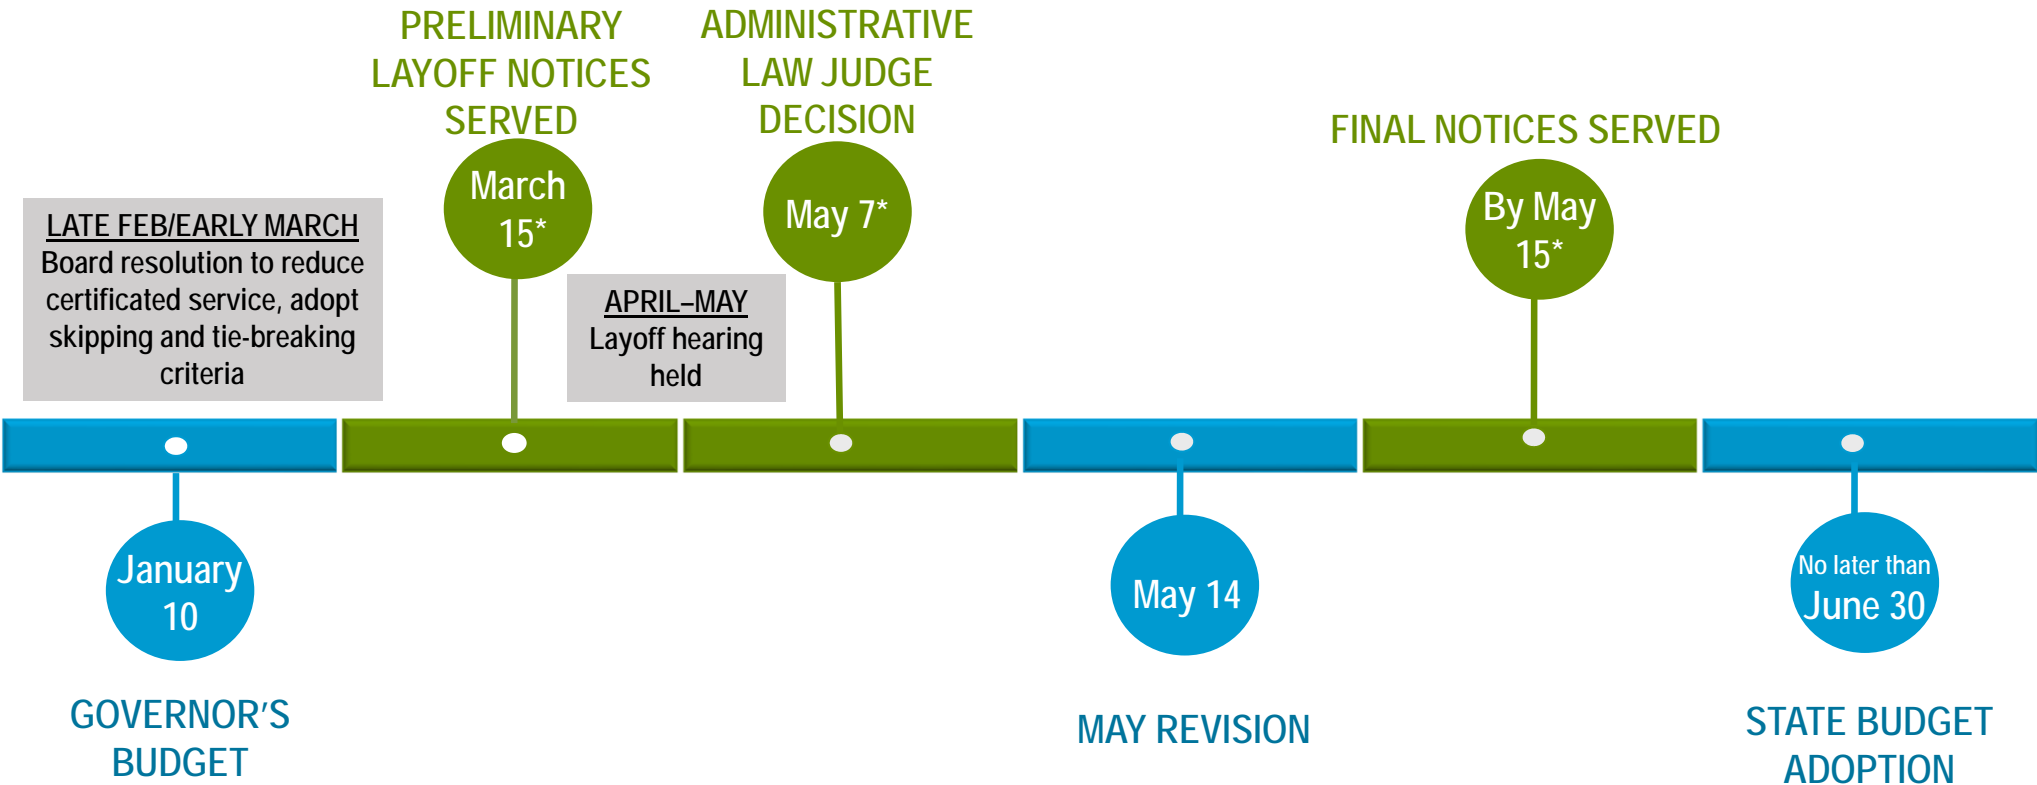 PRELIMINARY
LAYOFF NOTICES
SERVED
March
15*
ADMINISTRATIVE
LAW JUDGE
DECISION
May 7*
FINAL NOTICES SERVED
By May
15*
LATE FEB/EARLY MARCH
Board resolution to reduce
certificated service, adopt
skipping and tie-breaking
criteria
APRIL–MAY
Layoff hearing
held
January
10
GOVERNOR'S
BUDGET
May 14
MAY REVISION
No later than
June 30
STATE BUDGET
ADOPTION